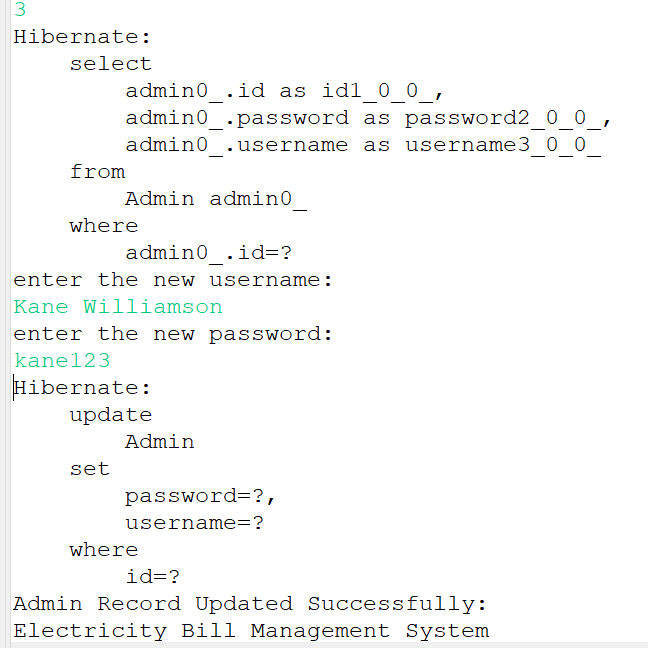 3
Hibernate:
    select
        admin0_.id as id1_0_0_,
        admin0_.password as password2_0_0_,
        admin0_.username as username3_0_0_
    from
        Admin admin0_
    where
        admin0_.id=?
enter the new username:
Kane Williamson
enter the new password:
kane123
Hibernate:
    update
        Admin
    set
        password=?,
        username=?
    where
        id=?
Admin Record Updated Successfully:
Electricity Bill Management System